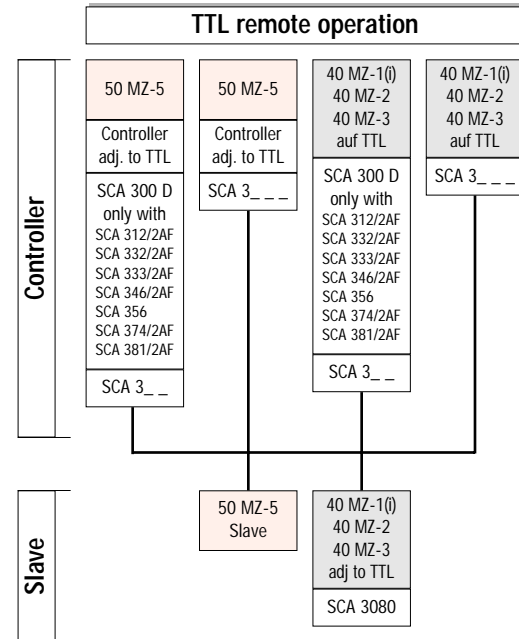 TTL remote operation
Controller
50 MZ-5
Controller
adj. to TTL
SCA 300 D
only with
SCA 312/2AF
SCA 332/2AF
SCA 333/2AF
SCA 346/2AF
SCA 356
SCA 374/2AF
SCA 381/2AF
SCA 3_ _
50 MZ-5
Controller
adj. to TTL
SCA 3_ _ _
40 MZ-1(i)
40 MZ-2
40 MZ-3
auf TTL
SCA 300 D
only with
SCA 312/2AF
SCA 332/2AF
SCA 333/2AF
SCA 346/2AF
SCA 356
SCA 374/2AF
SCA 381/2AF
SCA 3_ _
40 MZ-1(i)
40 MZ-2
40 MZ-3
auf TTL
SCA 3_ _ _
Slave
50 MZ-5
Slave
40 MZ-1(i)
40 MZ-2
40 MZ-3
adj to TTL
SCA 3080